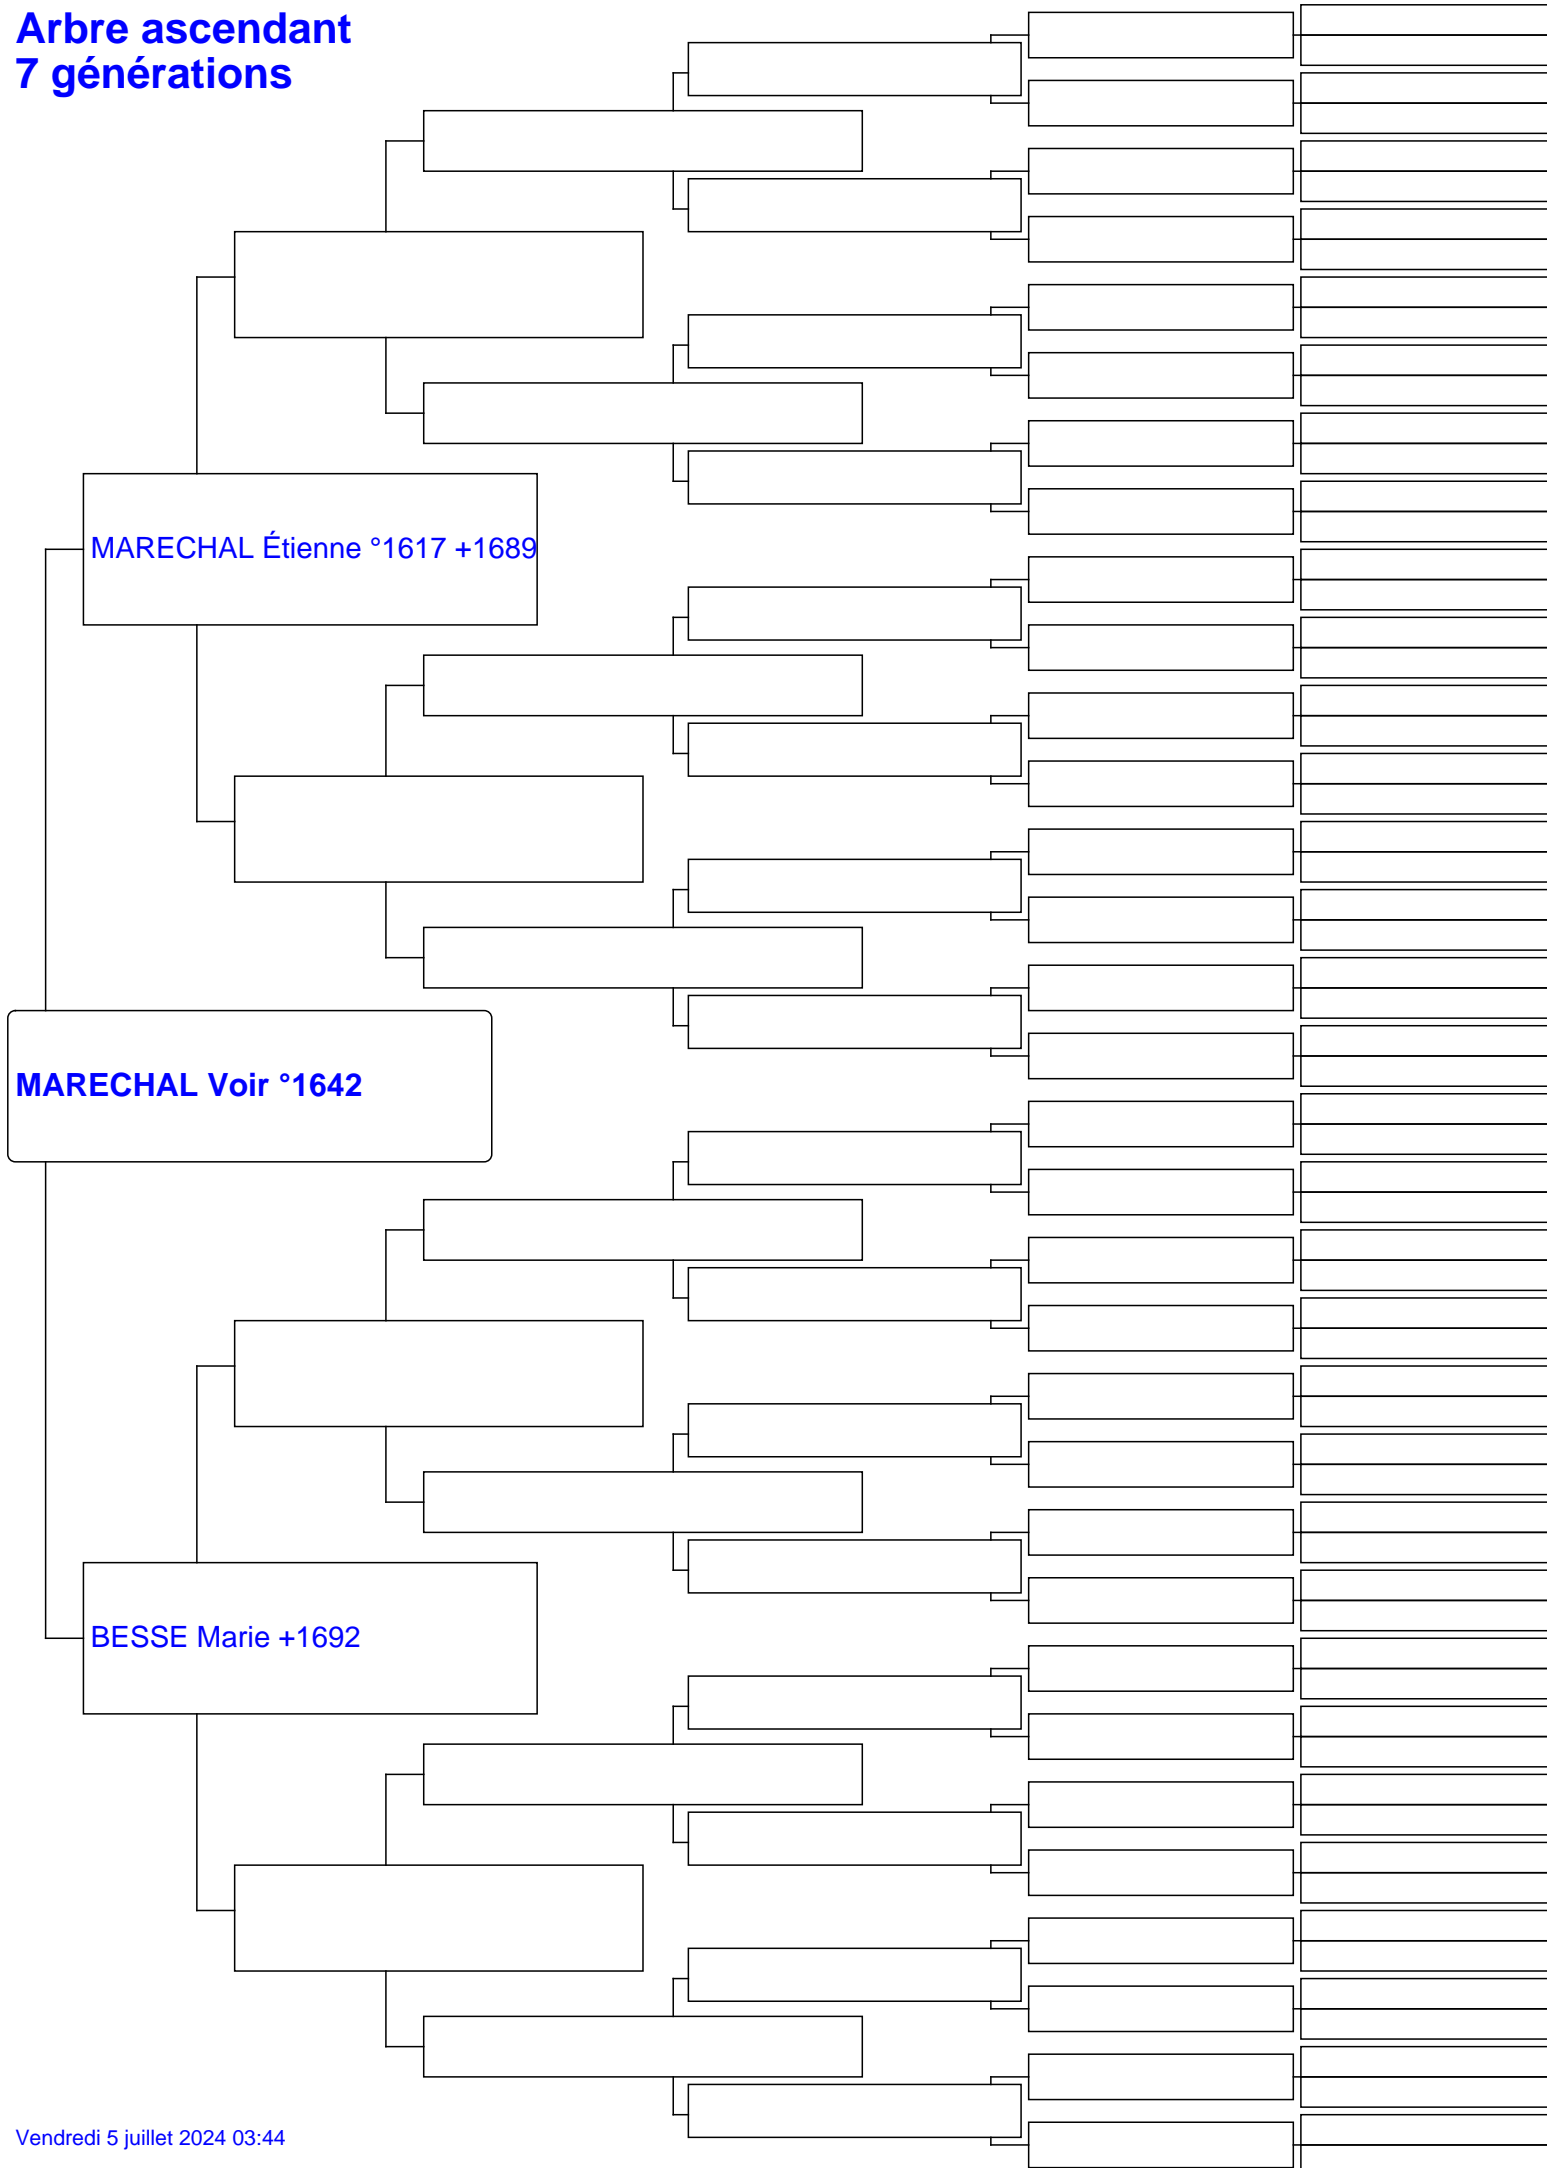 Arbre ascendant
7 générations
MARECHAL Étienne °1617 +1689
MARECHAL Voir °1642
BESSE Marie +1692
Vendredi 5 juillet 2024 03:44